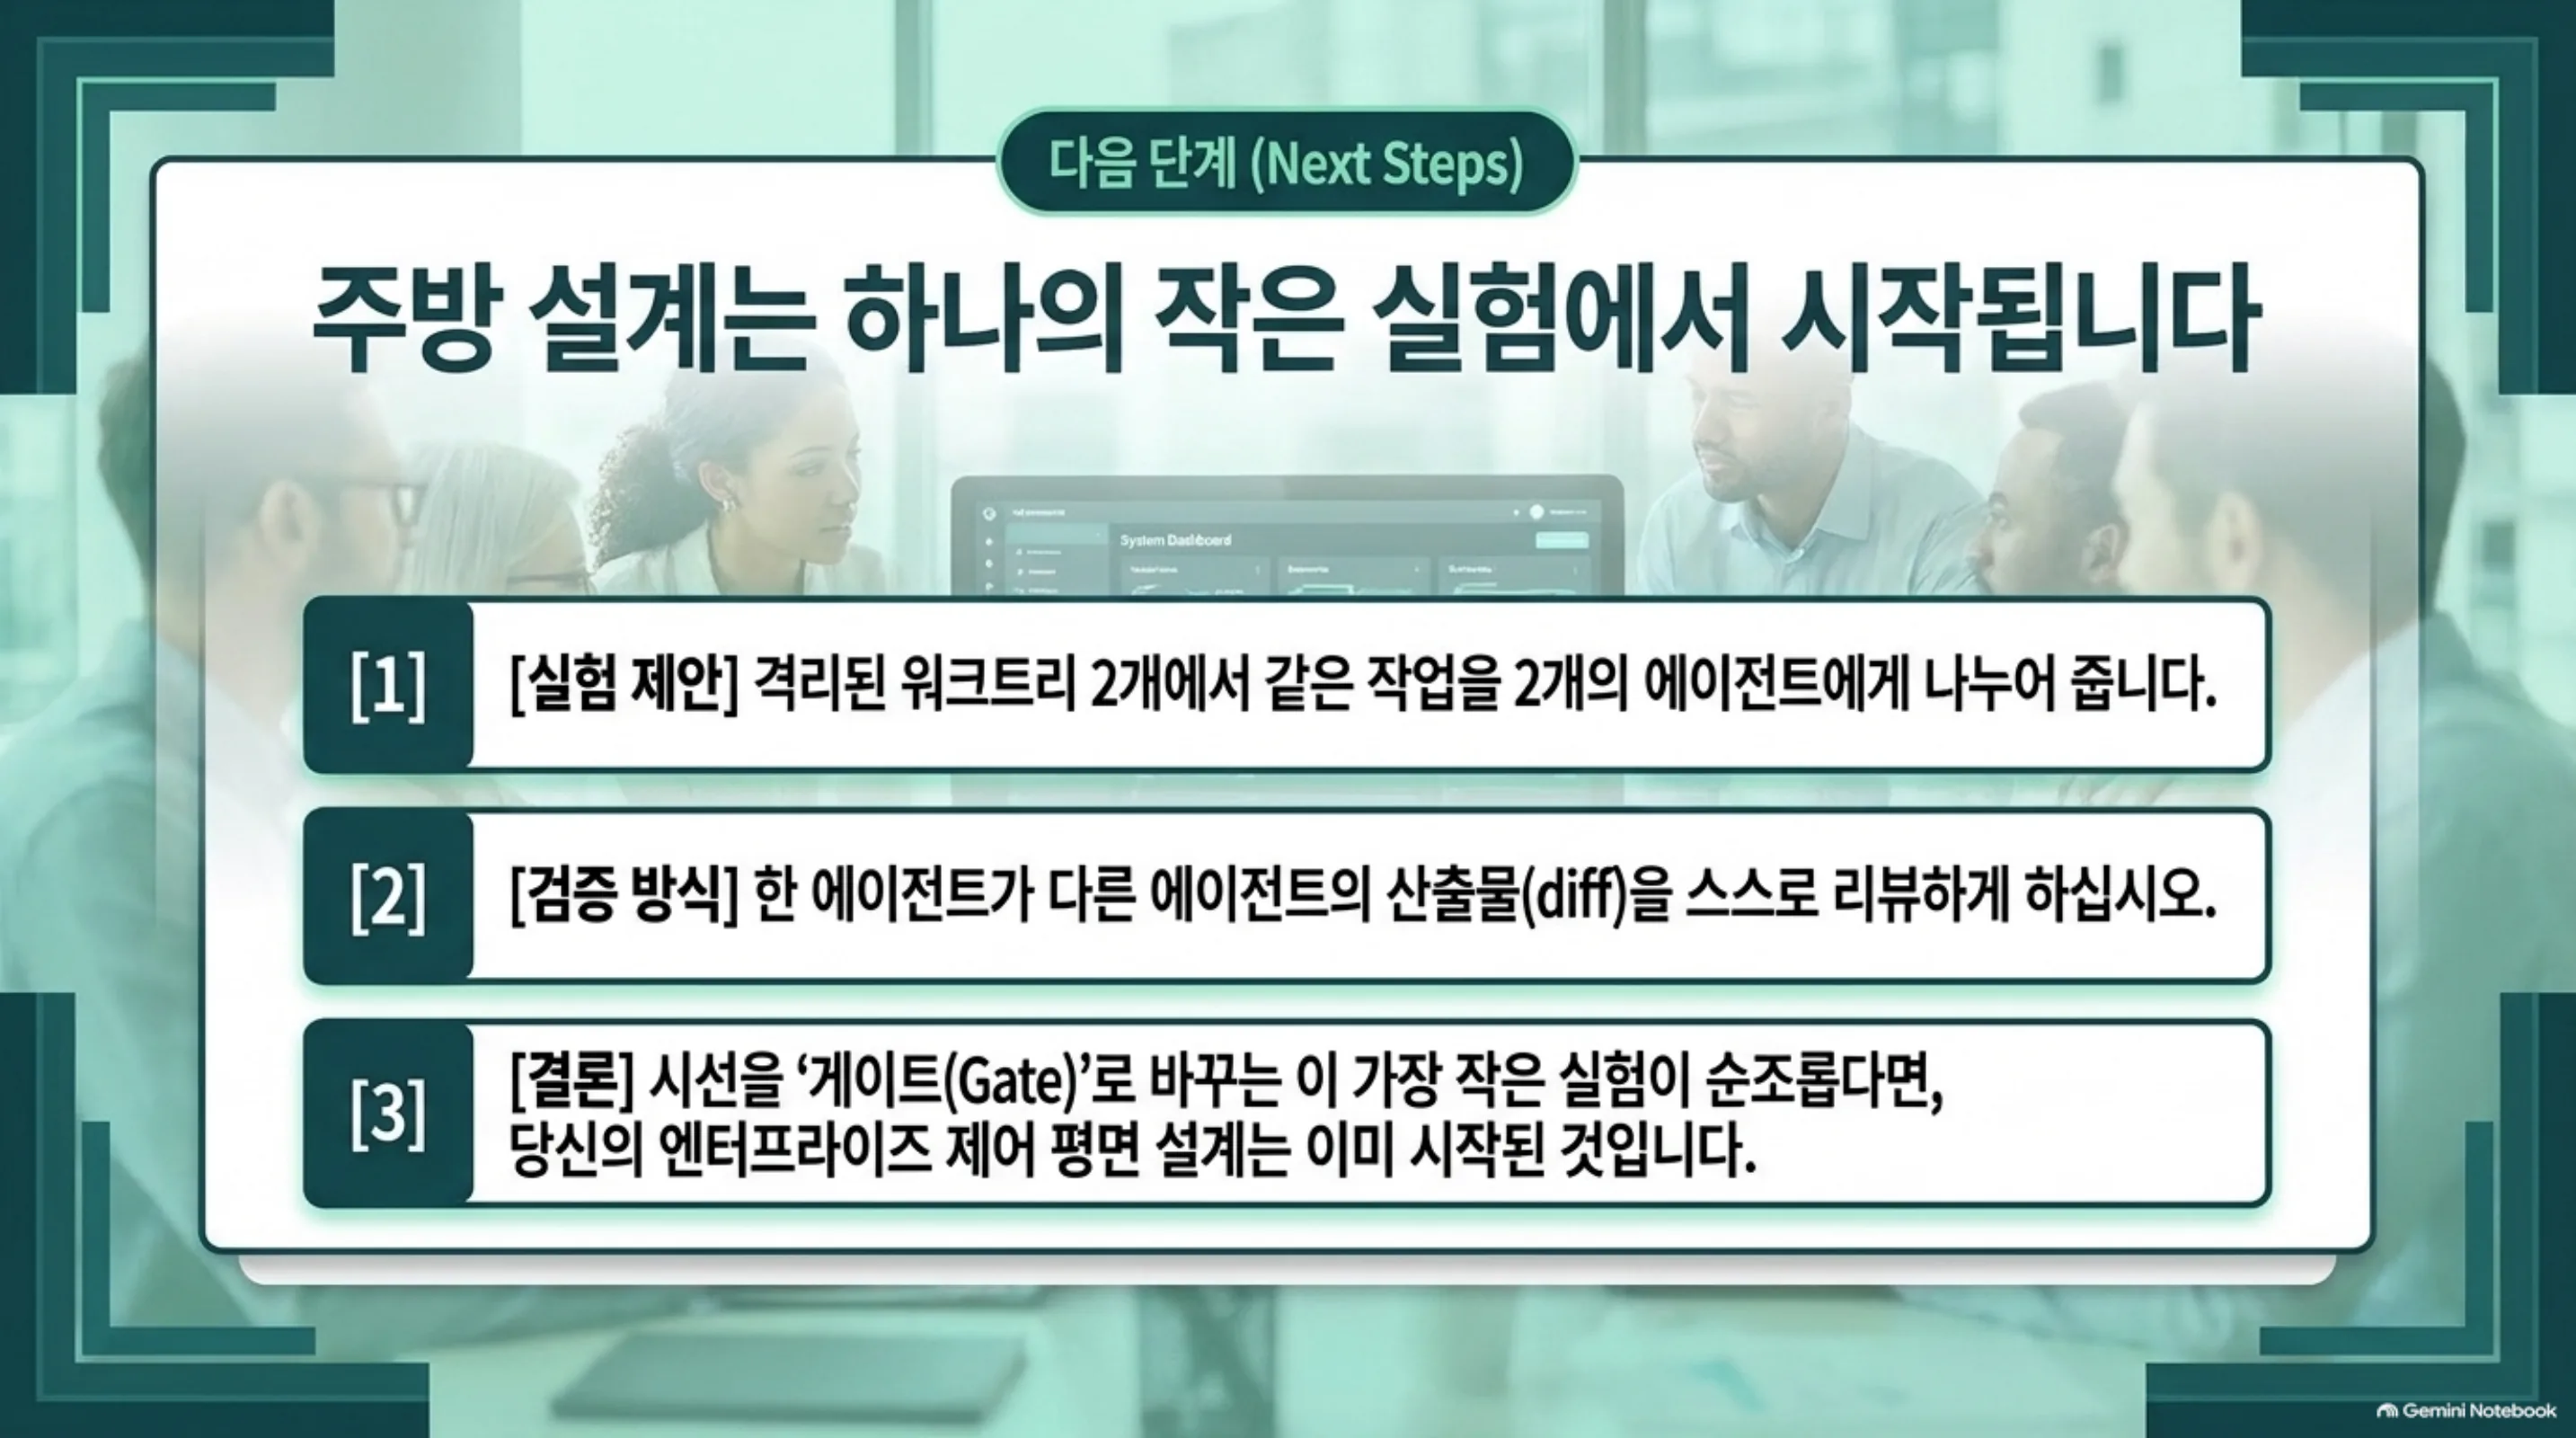 다음 단계 (Next Steps)
주방 설계는 하나의 작은 실험에서 시작됩니다
System Dashboard
[1]
[실험 제안] 격리된 워크트리 2개에서 같은 작업을 2개의 에이전트에게 나누어 줍니다.
[2]
[검증 방식] 한 에이전트가 다른 에이전트의 산출물(diff)을 스스로 리뷰하게 하십시오.
[3]
[결론] 시선을 ‘게이트(Gate)’로 바꾸는 이 가장 작은 실험이 순조롭다면,
당신의 엔터프라이즈 제어 평면 설계는 이미 시작된 것입니다.
Gemini Notebook